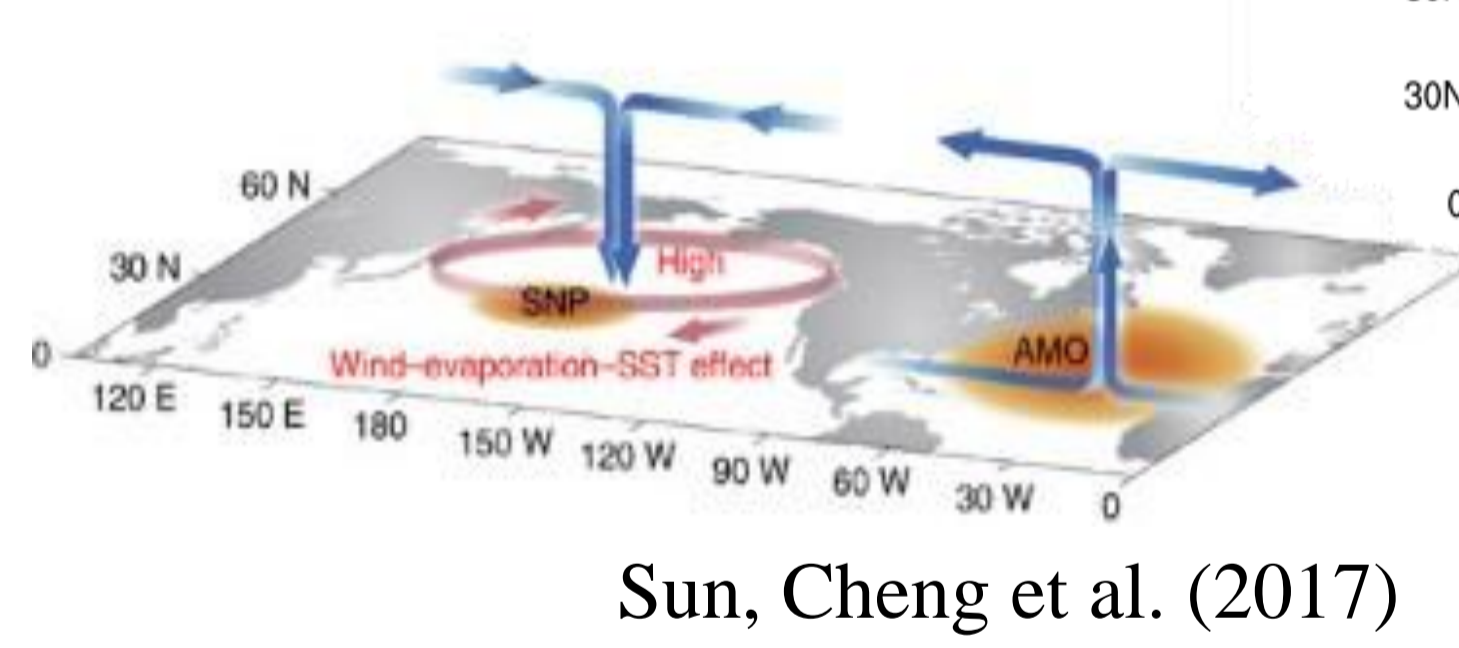 30N
60 N
0
30 N
High
SNP
AMO
0
Wind-evaporation-SST effect
120 E
150 E
180
150 W
120 W
90 W
60 W
30 W
0
Sun, Cheng et al. (2017)